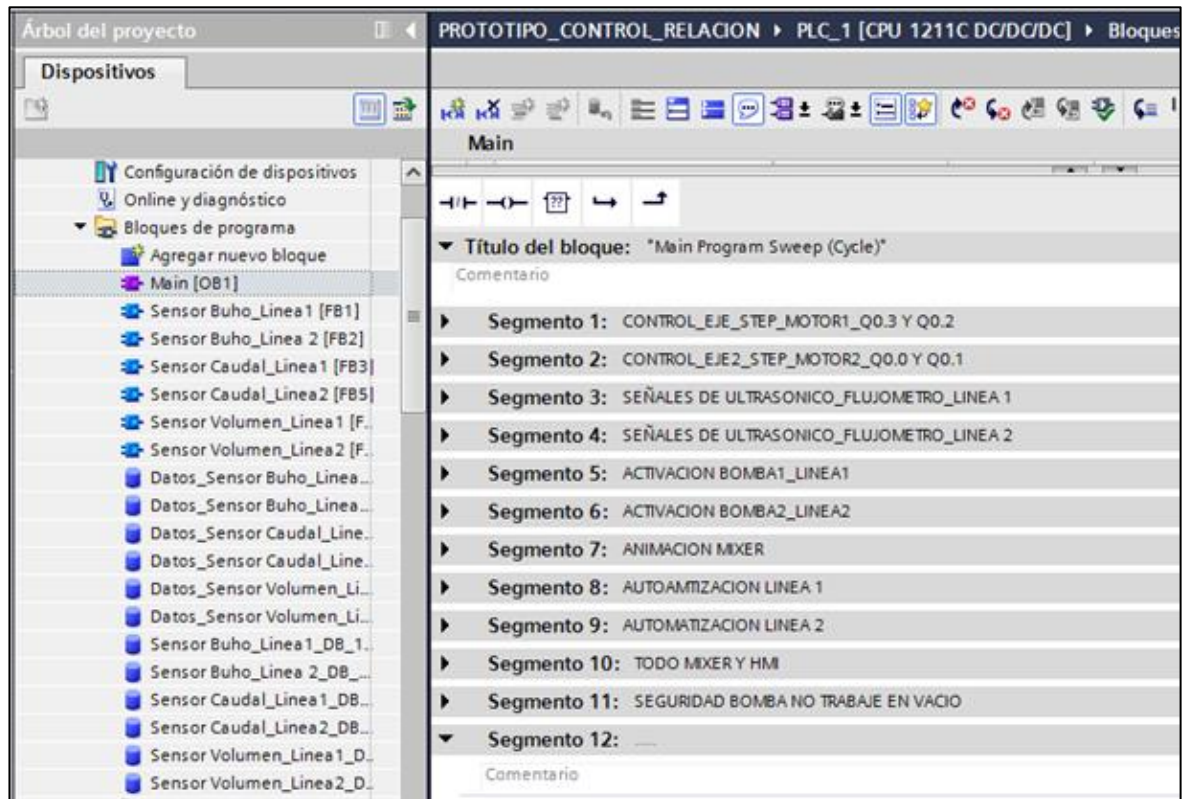 Árbol del proyecto
Dispositivos
Configuración de dispositivos
Online y diagnóstico
Bloques de programa
Agregar nuevo bloque
Main [OB1]
Sensor Buho_Linea1 [FB1]
Sensor Buho_Linea 2 [FB2]
Sensor Caudal_Linea1 [FB3]
Sensor Caudal_Linea2 [FB5]
Sensor Volumen_Linea1 [F..
Sensor Volumen_Linea2 [F..
Datos_Sensor Buho_Linea...
Datos_Sensor Buho_Linea...
Datos_Sensor Caudal_Line..
Datos_Sensor Caudal_Line..
Datos_Sensor Volumen_Li...
Datos_Sensor Volumen_Li...
Sensor Buho_Linea1_DB_1..
Sensor Buho_Linea 2_DB_...
Sensor Caudal_Linea1_DB...
Sensor Caudal_Linea2_DB...
Sensor Volumen_Linea1_D..
Sensor Volumen_Linea2_D..
PROTOTIPO_CONTROL_RELACION ▸ PLC_1 [CPU 1211C DC/DC/DC] ▸ Bloques
Main
??
Título del bloque: "Main Program Sweep (Cycle)"
Comentario
Segmento 1: CONTROL_EJE_STEP_MOTOR1_Q0.3 Y Q0.2
Segmento 2: CONTROL_EJE2_STEP_MOTOR2_Q0.0 Y Q0.1
Segmento 3: SEÑALES DE ULTRASONICO_FLUJOMETRO_LINEA 1
Segmento 4: SEÑALES DE ULTRASONICO_FLUJOMETRO_LINEA 2
Segmento 5: ACTIVACION BOMBA1_LINEA1
Segmento 6: ACTIVACION BOMBA2_LINEA2
Segmento 7: ANIMACION MIXER
Segmento 8: AUTOAMTIZACION LINEA 1
Segmento 9: AUTOMATIZACION LINEA 2
Segmento 10: TODO MIXER Y HMI
Segmento 11: SEGURIDAD BOMBA NO TRABAJE EN VACIO
Segmento 12: .....
Comentario